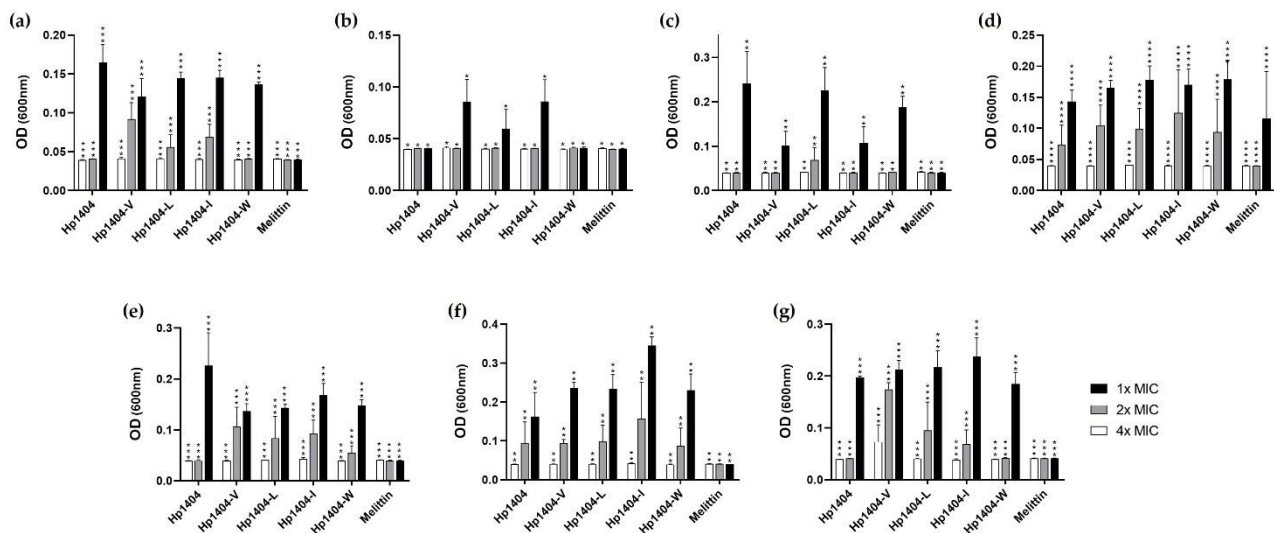 (a)
OD (600nm)
0.20
0.15
0.10
0.05
0.00
Hp1404
Hp1404-V
Hp1404-L
Hp1404-I
Hp1404-W
Melittin
(b)
OD (600nm)
0.15
0.10
0.05
0.00
Hp1404
Hp1404-V
Hp1404-L
Hp1404-I
Hp1404-W
Melittin
(c)
OD (600nm)
0.3
0.2
0.1
0.0
Hp1404
Hp1404-V
Hp1404-L
Hp1404-I
Hp1404-W
Melittin
(d)
OD (600nm)
0.25
0.20
0.15
0.10
0.05
0.00
Hp1404
Hp1404-V
Hp1404-L
Hp1404-I
Hp1404-W
Melittin
(e)
OD (600nm)
0.3
0.2
0.1
0.0
Hp1404
Hp1404-V
Hp1404-L
Hp1404-I
Hp1404-W
Melittin
(f)
OD (600nm)
0.4
0.3
0.2
0.1
0.0
Hp1404
Hp1404-V
Hp1404-L
Hp1404-I
Hp1404-W
Melittin
(g)
OD (600nm)
0.3
0.2
0.1
0.0
Hp1404
Hp1404-V
Hp1404-L
Hp1404-I
Hp1404-W
Melittin
1x MIC
2x MIC
4x MIC